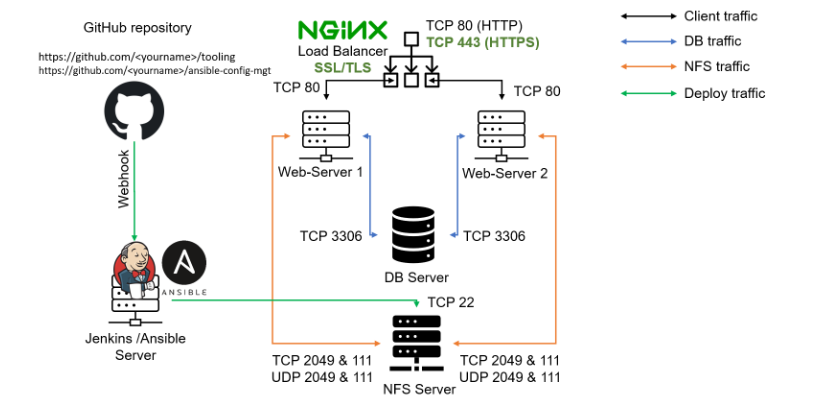 GitHub repository
https://github.com/<yourname>/tooling
https://github.com/<yourname>/ansible-config-mgt
NGiNX
Load Balancer
SSL/TLS
TCP 80 (HTTP)
TCP 443 (HTTPS)
Client traffic
DB traffic
NFS traffic
Deploy traffic
TCP 80
TCP 80
Web-Server 1
Web-Server 2
Webhook
TCP 3306
TCP 3306
DB Server
ANSIBLE
Jenkins /Ansible
Server
TCP 22
TCP 2049 & 111
UDP 2049 & 111
TCP 2049 & 111
UDP 2049 & 111
NFS Server